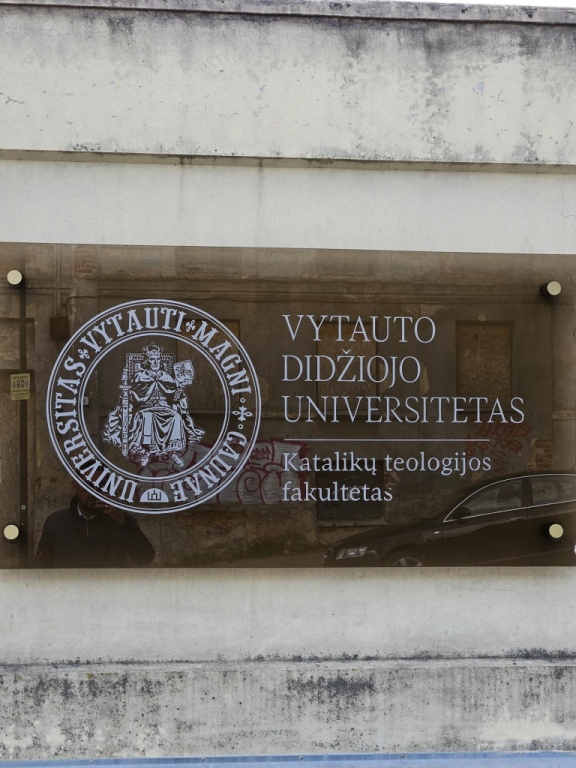 UNIVERSITAS VYTAUTI MAGNI CAUNAE
VYTAUTO
DIDŽIOJO
UNIVERSITETAS
Katalikų teologijos
fakultetas